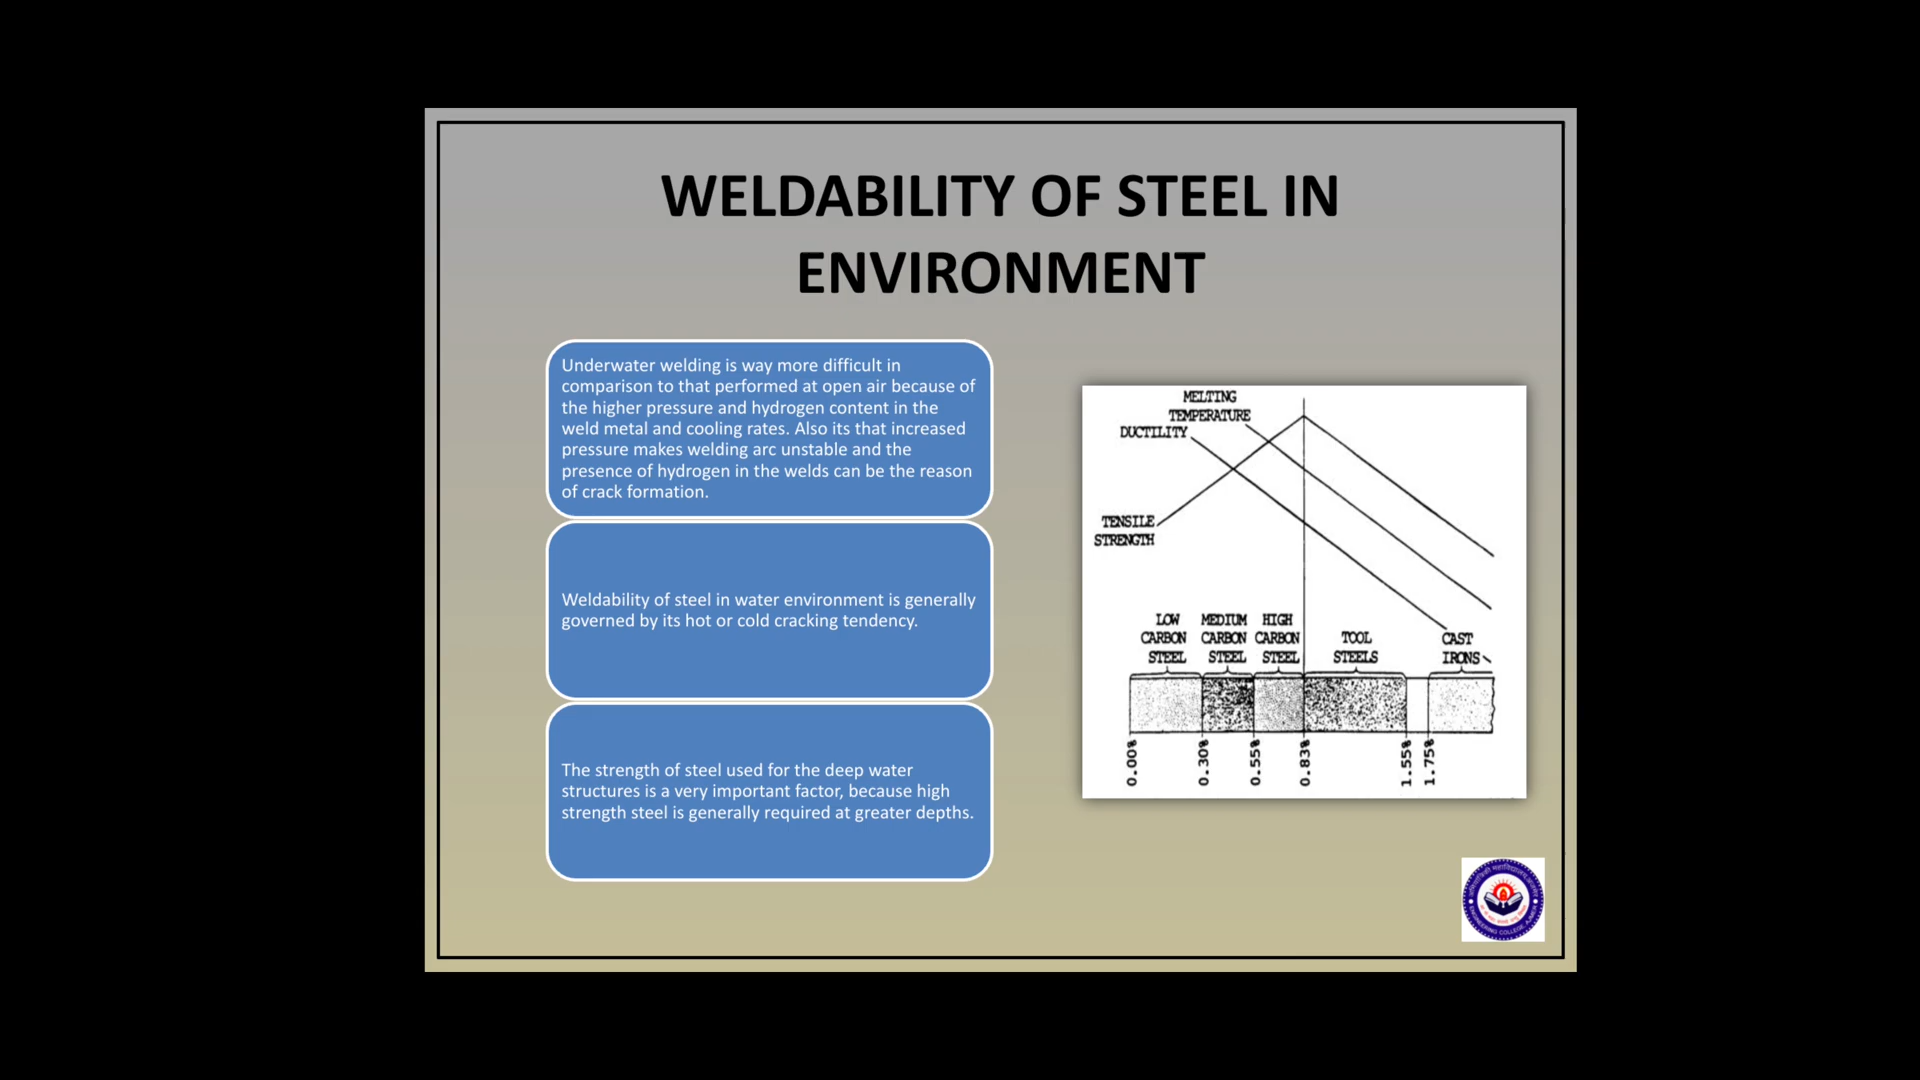 WELDABILITY OF STEEL IN
ENVIRONMENT
Underwater welding is way more difficult in
comparison to that performed at open air because of
the higher pressure and hydrogen content in the
weld metal and cooling rates. Also its that increased
pressure makes welding arc unstable and the
presence of hydrogen in the welds can be the reason
of crack formation.
Weldability of steel in water environment is generally
governed by its hot or cold cracking tendency.
The strength of steel used for the deep water
structures is a very important factor, because high
strength steel is generally required at greater depths.
MELTING
TEMPERATURE
DUCTILITY
TENSILE
STRENGTH
LOW
CARBON
STEEL
MEDIUM
CARBON
STEEL
HIGH
CARBON
STEEL
TOOL
STEELS
CAST
IRONS
0.00%
0.30%
0.55%
0.83%
1.55%
1.75%
ENGINEERING COLLEGE, AJMER